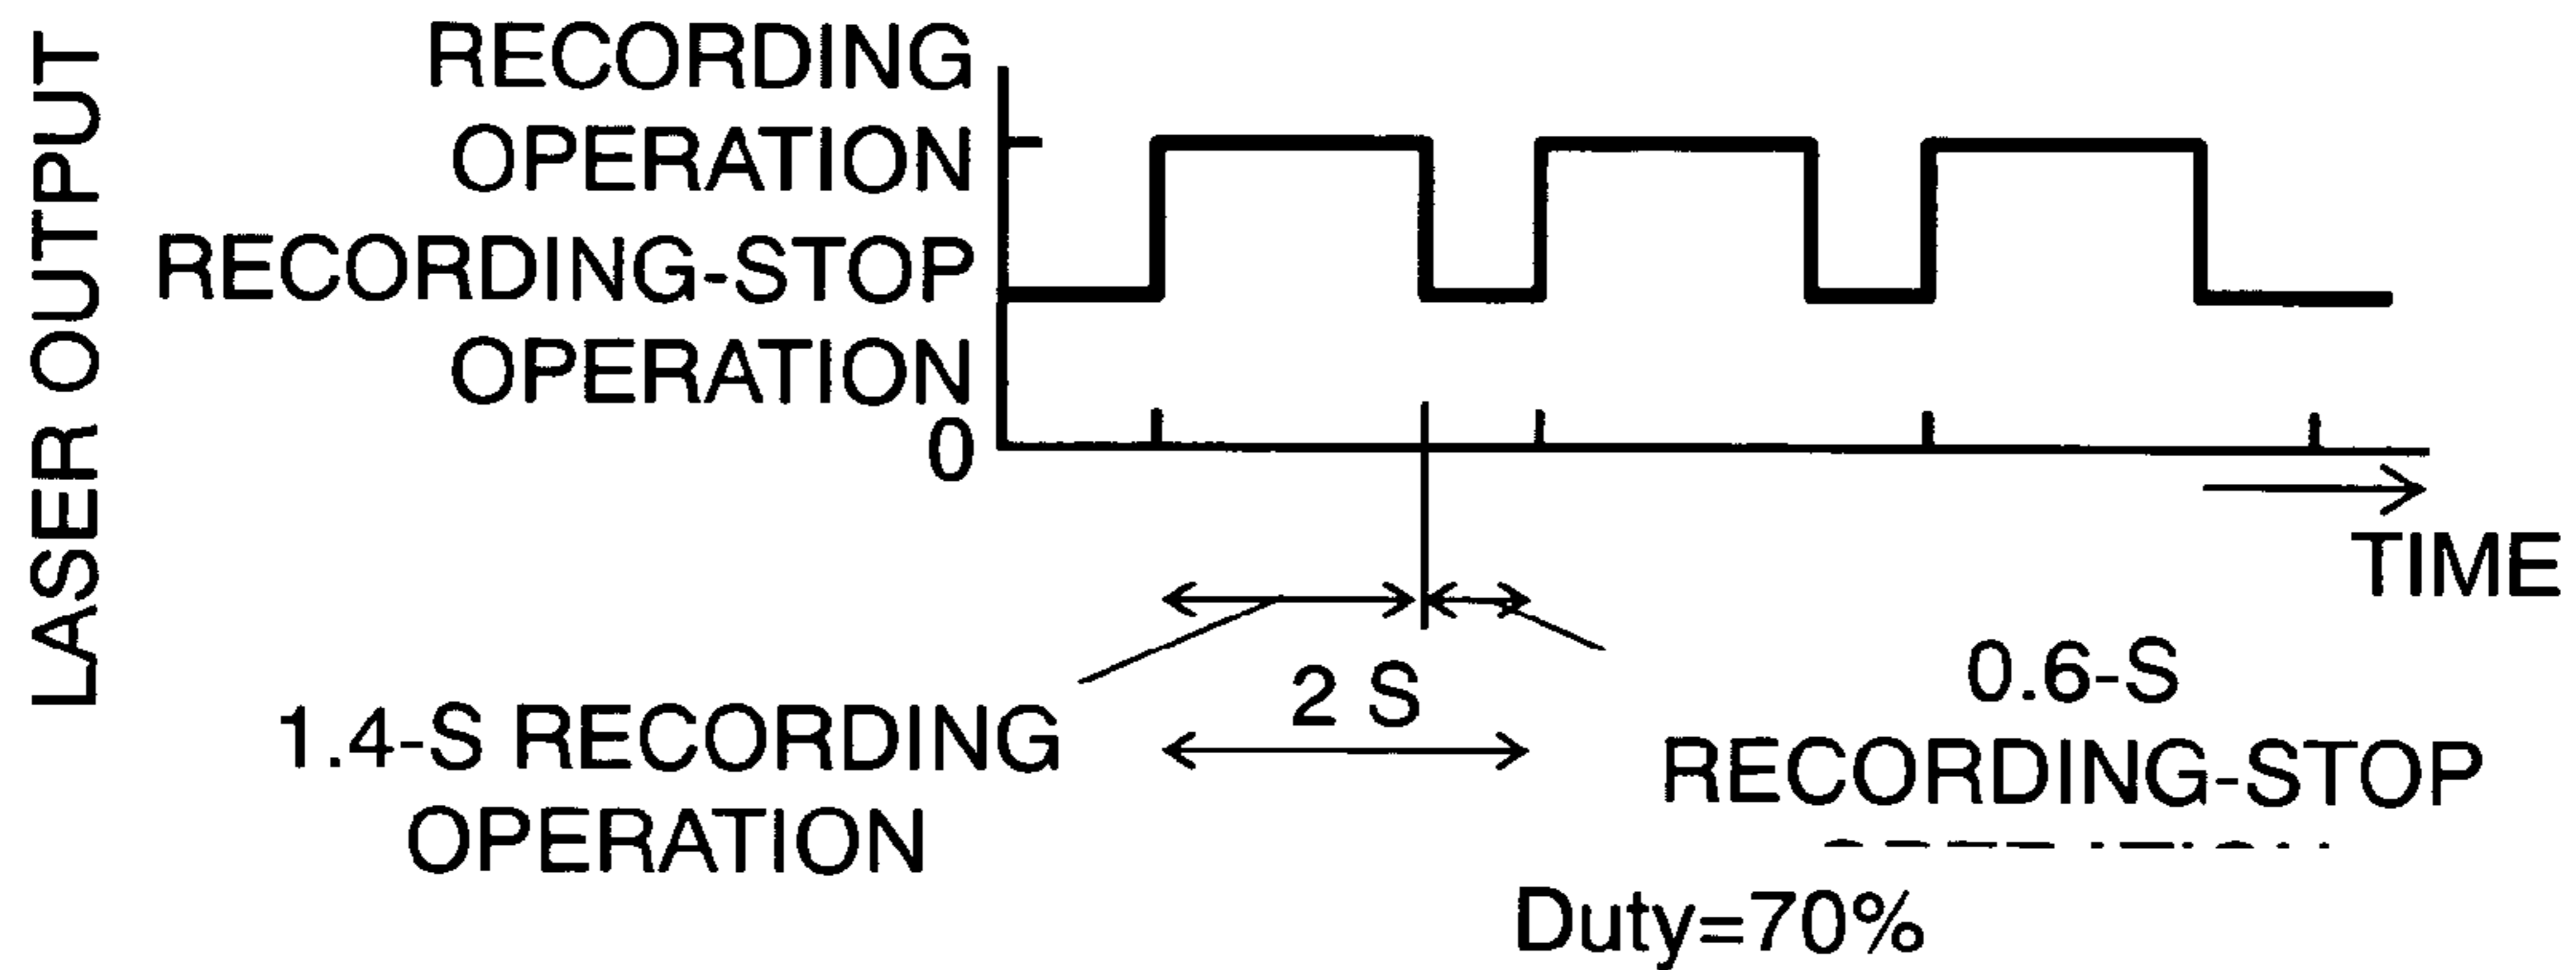 LASER OUTPUT
RECORDING
OPERATION
RECORDING-STOP
OPERATION
0
TIME
1.4-S RECORDING
OPERATION
2 S
0.6-S
RECORDING-STOP
Duty=70%